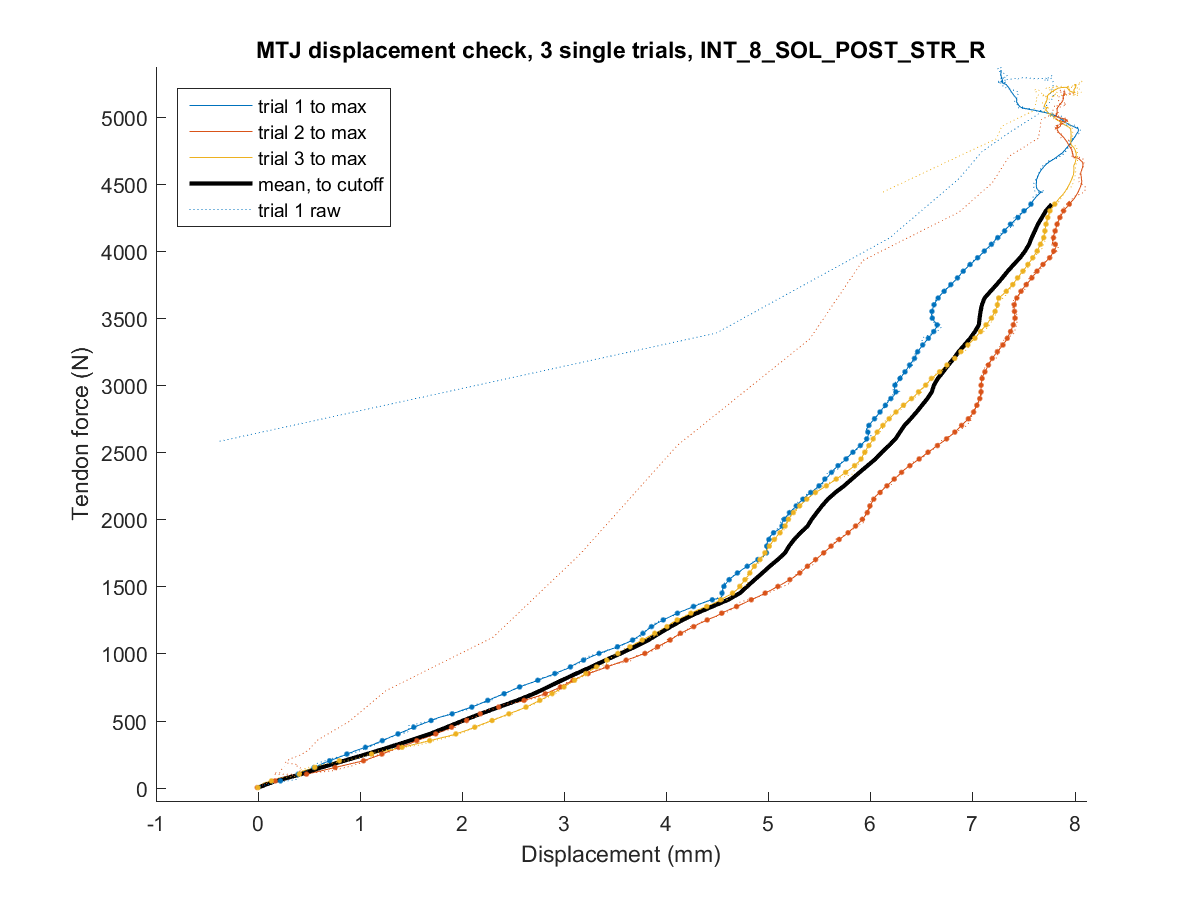 MTJ displacement check, 3 single trials, INT_8_SOL_POST_STR_R
trial 1 to max
trial 2 to max
trial 3 to max
mean, to cutoff
trial 1 raw
5000
4500
4000
3500
3000
2500
2000
1500
1000
500
0
Tendon force (N)
-1 0 1 2 3 4 5 6 7 8
Displacement (mm)